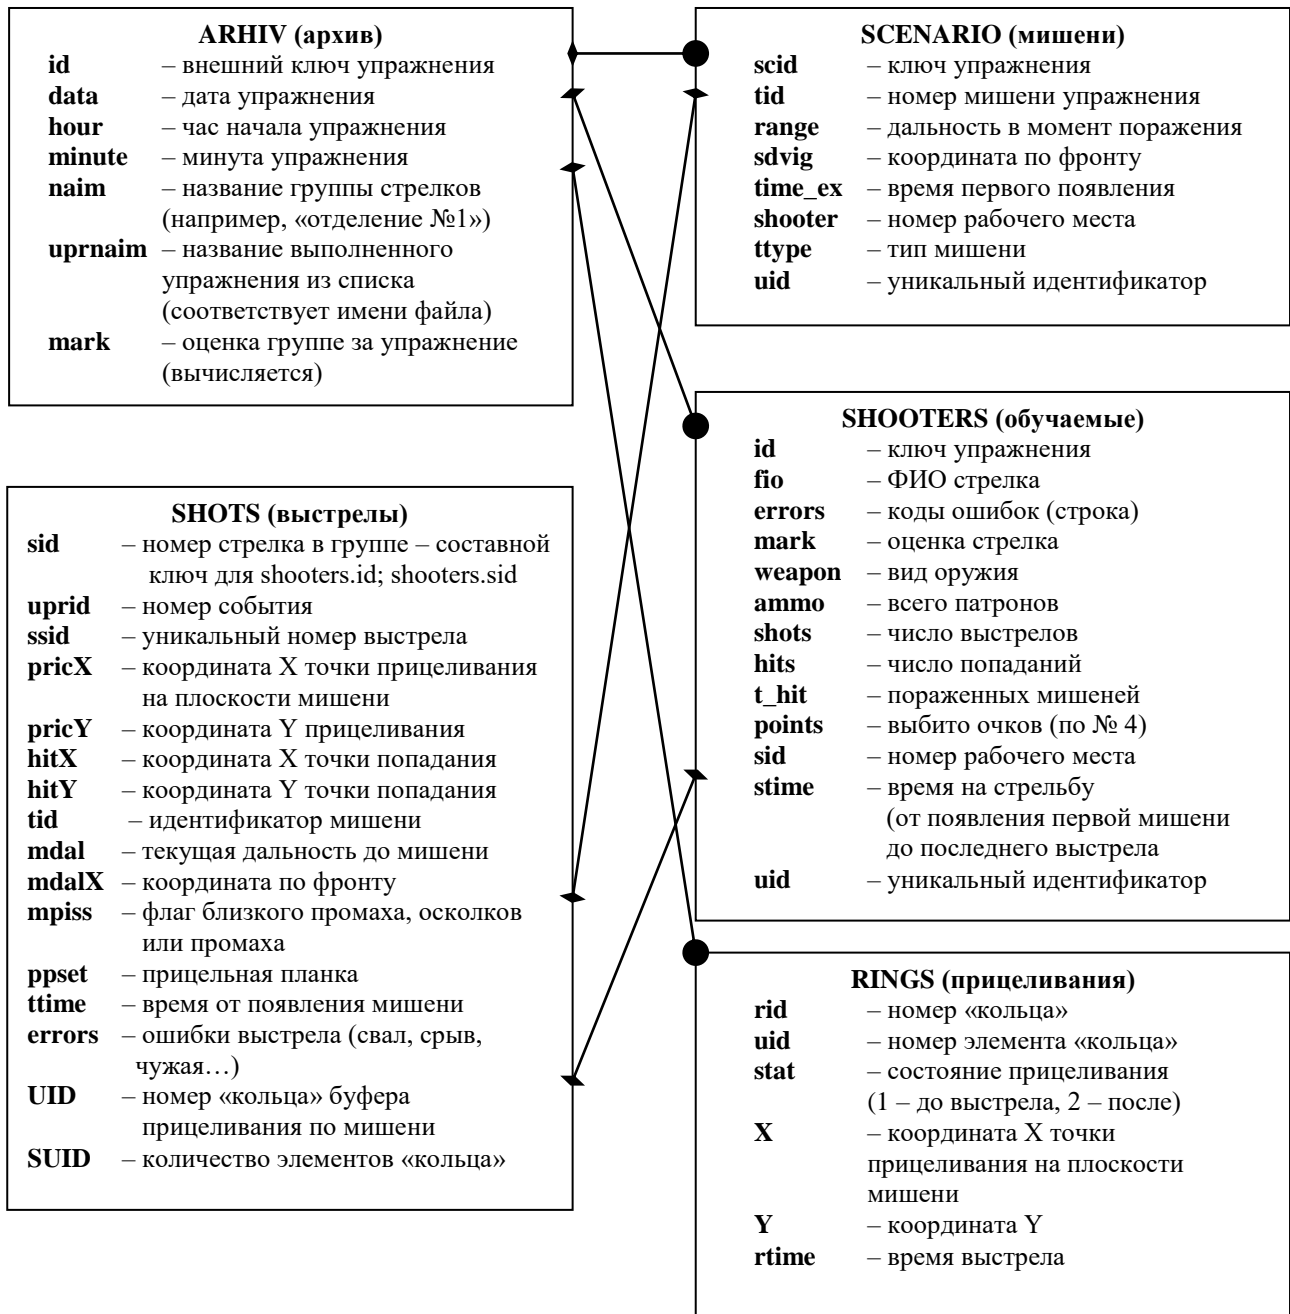 ARHIV (архив)
id – внешний ключ упражнения
data – дата упражнения
hour – час начала упражнения
minute – минута упражнения
naim – название группы стрелков
(например, «отделение №1»)
uprnaim – название выполненного
упражнения из списка
(соответствует имени файла)
mark – оценка группе за упражнение
(вычисляется)
SCENARIO (мишени)
scid – ключ упражнения
tid – номер мишени упражнения
range – дальность в момент поражения
sdvig – координата по фронту
time_ex – время первого появления
shooter – номер рабочего места
ttype – тип мишени
uid – уникальный идентификатор
SHOTS (выстрелы)
sid – номер стрелка в группе – составной
ключ для shooters.id; shooters.sid
uprid – номер события
ssid – уникальный номер выстрела
pricX – координата X точки прицеливания
на плоскости мишени
pricY – координата Y прицеливания
hitX – координата X точки попадания
hitY – координата Y точки попадания
tid – идентификатор мишени
mdal – текущая дальность до мишени
mdalX – координата по фронту
mpiss – флаг близкого промаха, осколков
или промаха
ppset – прицельная планка
ttime – время от появления мишени
errors – ошибки выстрела (свал, срыв,
чужая…)
UID – номер «кольца» буфера
прицеливания по мишени
SUID – количество элементов «кольца»
SHOOTERS (обучаемые)
id – ключ упражнения
fio – ФИО стрелка
errors – коды ошибок (строка)
mark – оценка стрелка
weapon – вид оружия
ammo – всего патронов
shots – число выстрелов
hits – число попаданий
t_hit – пораженных мишеней
points – выбито очков (по № 4)
sid – номер рабочего места
stime – время на стрельбу
(от появления первой мишени
до последнего выстрела
uid – уникальный идентификатор
RINGS (прицеливания)
rid – номер «кольца»
uid – номер элемента «кольца»
stat – состояние прицеливания
(1 – до выстрела, 2 – после)
X – координата X точки
прицеливания на плоскости
мишени
Y – координата Y
rtime – время выстрела